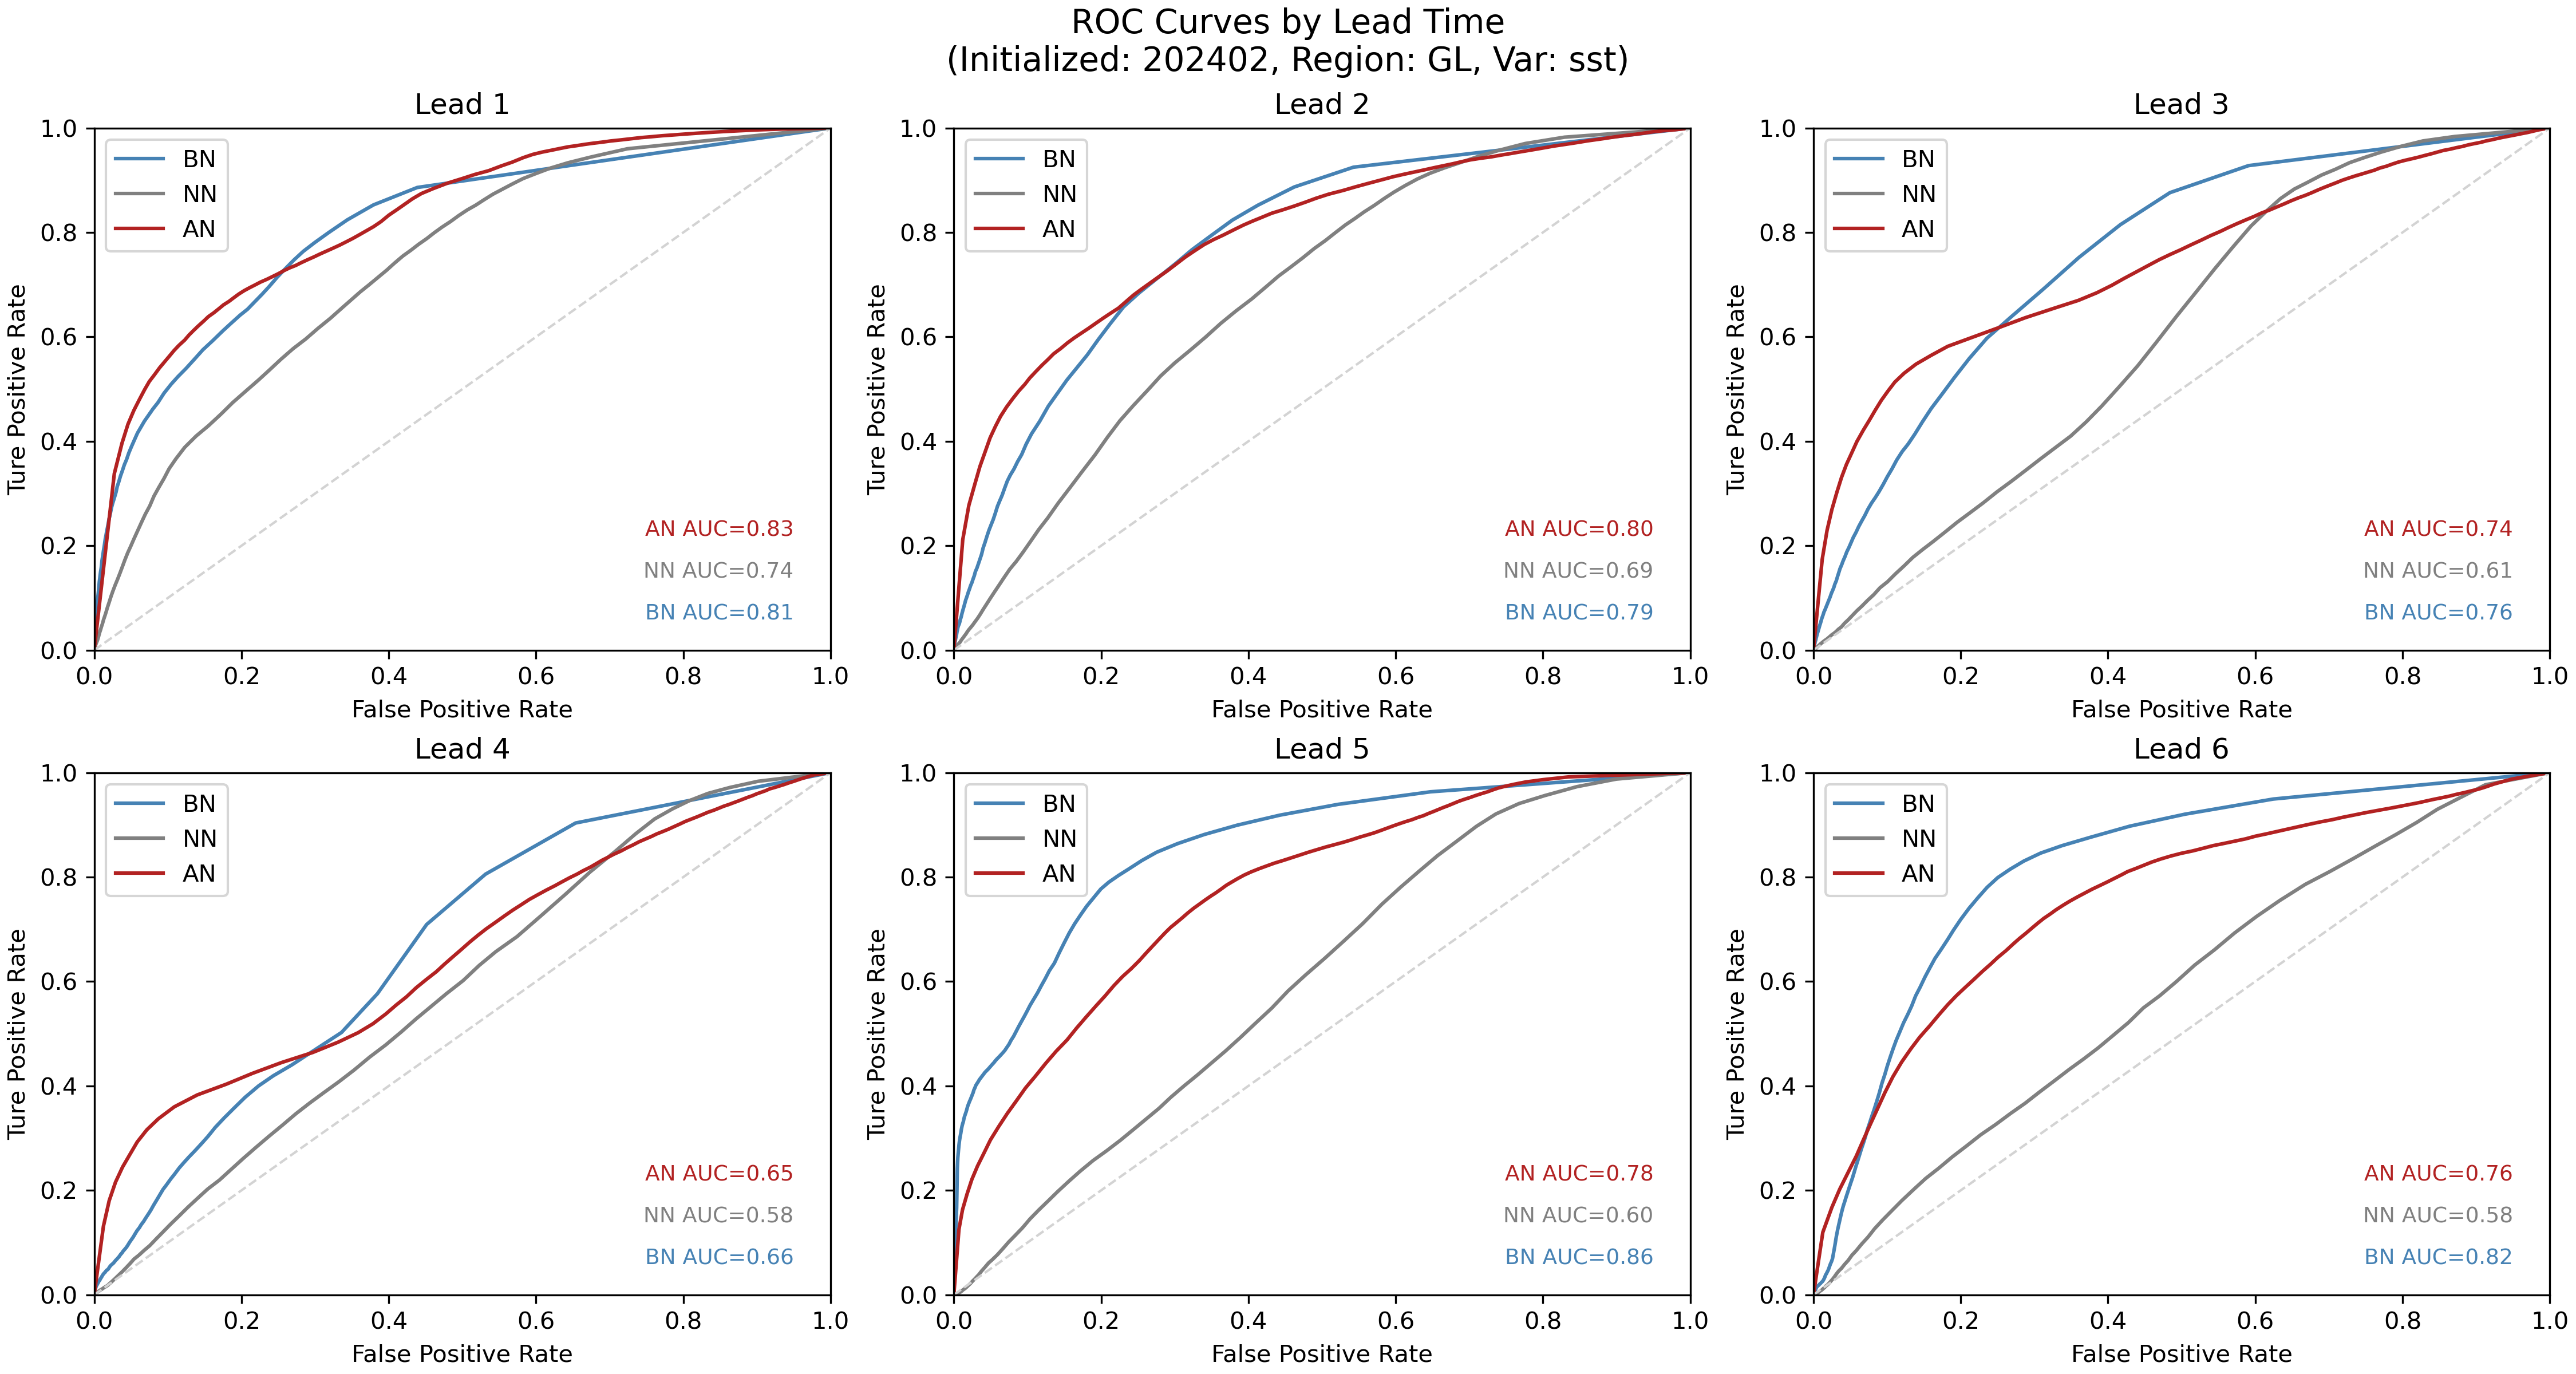 ROC Curves by Lead Time
(Initialized: 202402, Region: GL, Var: sst)
Lead 1
1.0
0.8
0.6
0.4
0.2
0.0
Ture Positive Rate
BN
NN
AN
AN AUC=0.83
NN AUC=0.74
BN AUC=0.81
0.0 0.2 0.4 0.6 0.8 1.0
False Positive Rate
Lead 2
1.0
0.8
0.6
0.4
0.2
0.0
Ture Positive Rate
BN
NN
AN
AN AUC=0.80
NN AUC=0.69
BN AUC=0.79
0.0 0.2 0.4 0.6 0.8 1.0
False Positive Rate
Lead 3
1.0
0.8
0.6
0.4
0.2
0.0
Ture Positive Rate
BN
NN
AN
AN AUC=0.74
NN AUC=0.61
BN AUC=0.76
0.0 0.2 0.4 0.6 0.8 1.0
False Positive Rate
Lead 4
1.0
0.8
0.6
0.4
0.2
0.0
Ture Positive Rate
BN
NN
AN
AN AUC=0.65
NN AUC=0.58
BN AUC=0.66
0.0 0.2 0.4 0.6 0.8 1.0
False Positive Rate
Lead 5
1.0
0.8
0.6
0.4
0.2
0.0
Ture Positive Rate
BN
NN
AN
AN AUC=0.78
NN AUC=0.60
BN AUC=0.86
0.0 0.2 0.4 0.6 0.8 1.0
False Positive Rate
Lead 6
1.0
0.8
0.6
0.4
0.2
0.0
Ture Positive Rate
BN
NN
AN
AN AUC=0.76
NN AUC=0.58
BN AUC=0.82
0.0 0.2 0.4 0.6 0.8 1.0
False Positive Rate